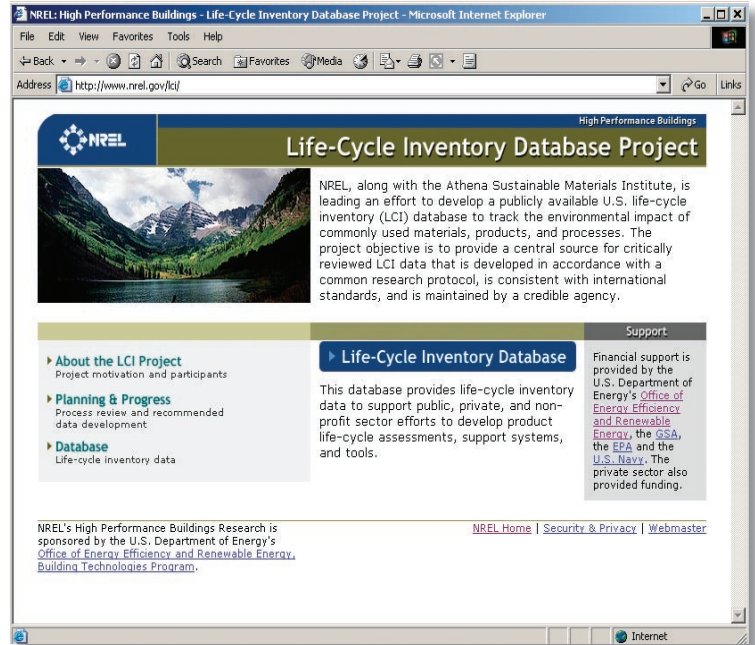 NREL: High Performance Buildings - Life-Cycle Inventory Database Project - Microsoft Internet Explorer
File Edit View Favorites Tools Help
Back Search Favorites Media
Address http://www.nrel.gov/lci/ Go Links
High Performance Buildings
NREL
Life-Cycle Inventory Database Project
NREL, along with the Athena Sustainable Materials Institute, is
leading an effort to develop a publicly available U.S. life-cycle
inventory (LCI) database to track the environmental impact of
commonly used materials, products, and processes. The
project objective is to provide a central source for critically
reviewed LCI data that is developed in accordance with a
common research protocol, is consistent with international
standards, and is maintained by a credible agency.
About the LCI Project
Project motivation and participants
Planning & Progress
Process review and recommended
data development
Database
Life-cycle inventory data
Life-Cycle Inventory Database
This database provides life-cycle inventory
data to support public, private, and non-
profit sector efforts to develop product
life-cycle assessments, support systems,
and tools.
Support
Financial support is
provided by the
U.S. Department of
Energy's Office of
Energy Efficiency
and Renewable
Energy, the GSA,
the EPA and the
U.S. Navy. The
private sector also
provided funding.
NREL's High Performance Buildings Research is
sponsored by the U.S. Department of Energy's
Office of Energy Efficiency and Renewable Energy,
Building Technologies Program.
NREL Home | Security & Privacy | Webmaster
Internet